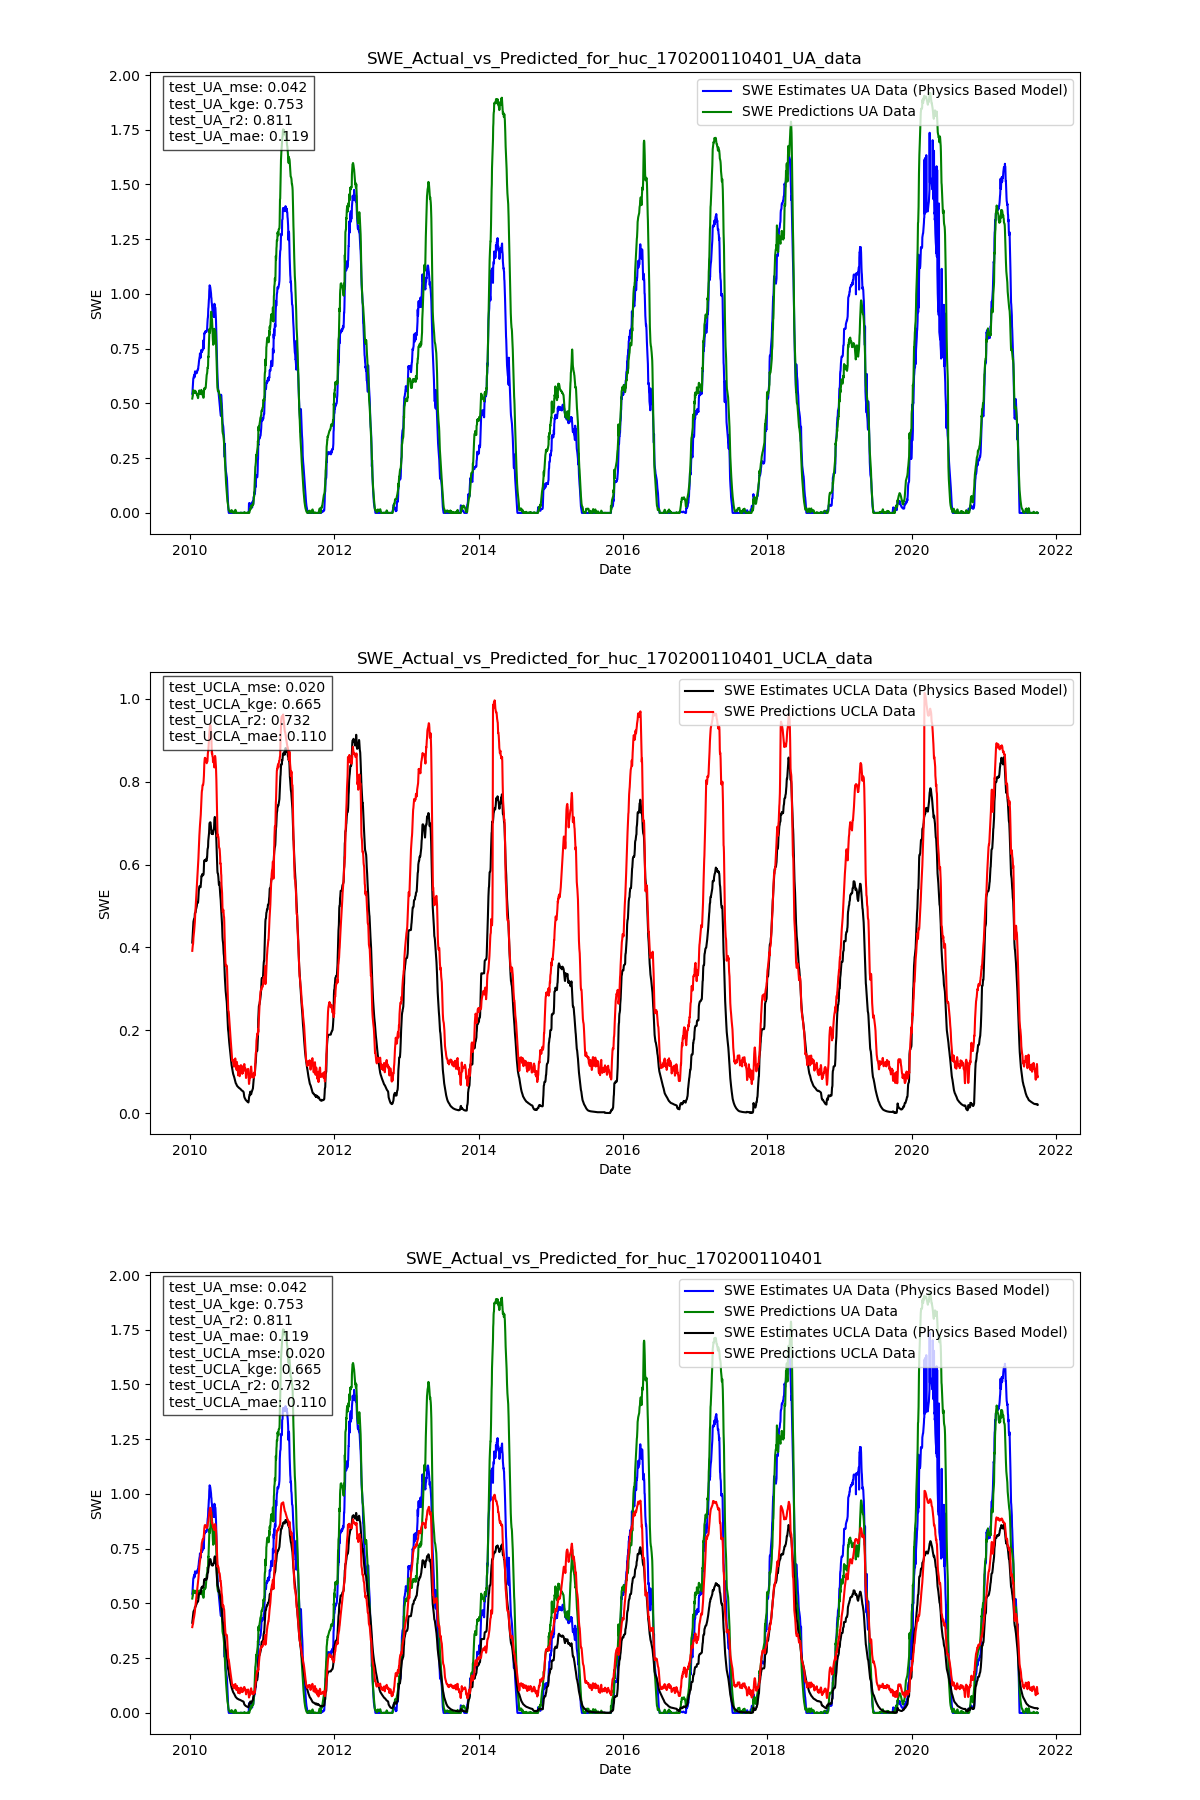 SWE_Actual_vs_Predicted_for_huc_170200110401_UA_data
test_UA_mse: 0.042
test_UA_kge: 0.753
test_UA_r2: 0.811
test_UA_mae: 0.119
SWE Estimates UA Data (Physics Based Model)
SWE Predictions UA Data
2.00
1.75
1.50
1.25
1.00
0.75
0.50
0.25
0.00
SWE
2010 2012 2014 2016 2018 2020 2022
Date
SWE_Actual_vs_Predicted_for_huc_170200110401_UCLA_data
test_UCLA_mse: 0.020
test_UCLA_kge: 0.665
test_UCLA_r2: 0.732
test_UCLA_mae: 0.110
SWE Estimates UCLA Data (Physics Based Model)
SWE Predictions UCLA Data
1.0
0.8
0.6
0.4
0.2
0.0
SWE
2010 2012 2014 2016 2018 2020 2022
Date
SWE_Actual_vs_Predicted_for_huc_170200110401
test_UA_mse: 0.042
test_UA_kge: 0.753
test_UA_r2: 0.811
test_UA_mae: 0.119
test_UCLA_mse: 0.020
test_UCLA_kge: 0.665
test_UCLA_r2: 0.732
test_UCLA_mae: 0.110
SWE Estimates UA Data (Physics Based Model)
SWE Predictions UA Data
SWE Estimates UCLA Data (Physics Based Model)
SWE Predictions UCLA Data
2.00
1.75
1.50
1.25
1.00
0.75
0.50
0.25
0.00
SWE
2010 2012 2014 2016 2018 2020 2022
Date